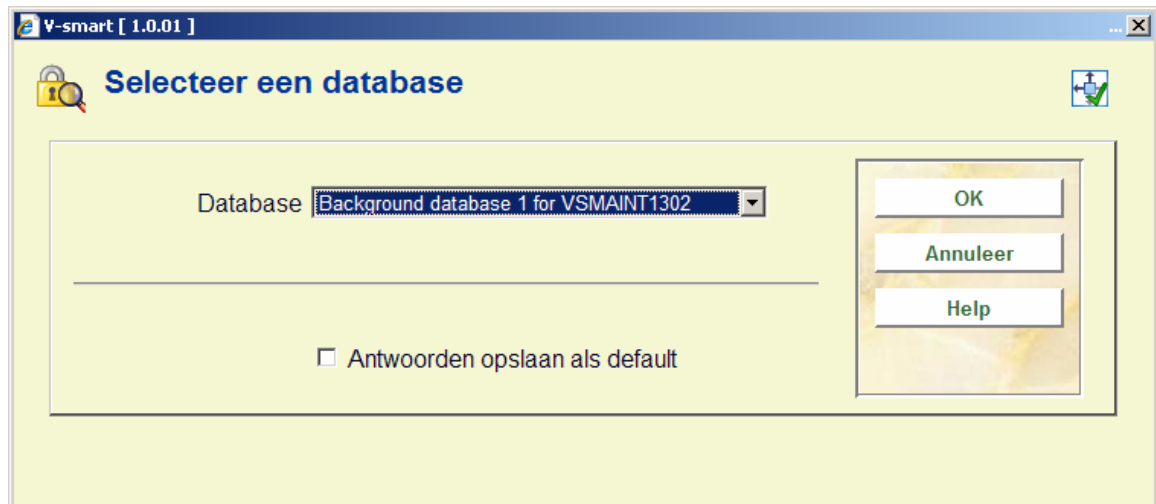 V-smart [ 1.0.01 ]
...
Selecteer een database
Database Background database 1 for VSMAINT1302
OK
Annuleer
Help
Antwoorden opslaan als default